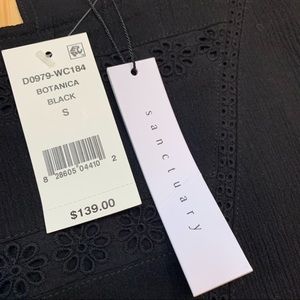 D0979-WC184
BOTANICA
BLACK
S
8 28605 04410 2
$139.00
sanctuary